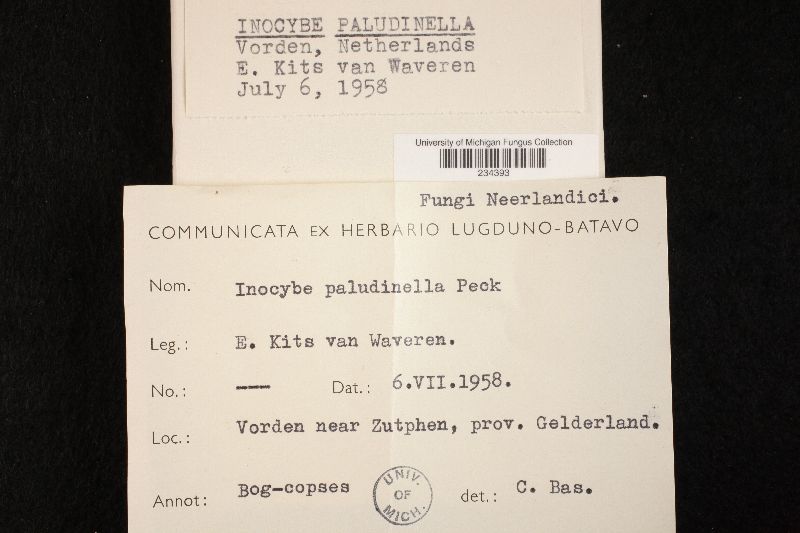 INOCYBE PALUDINELLA
Vorden, Netherlands
E. Kits van Waveren
July 6, 1958
University of Michigan Fungus Collection
234393
Fungi Neerlandici.
COMMUNICATA EX HERBARIO LUGDUNO-BATAVO
Nom. Inocybe paludinella Peck
Leg.: E. Kits van Waveren.
No.: —— Dat.: 6.VII.1958.
Loc.: Vorden near Zutphen, prov. Gelderland.
Annot: Bog-copses det.: C. Bas.
UNIV.
OF
MICH.